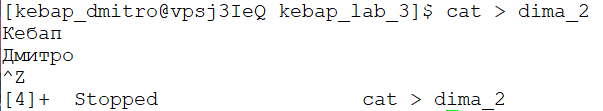 [kebap_dmitro@vpsj3IeQ kebap_lab_3]$ cat > dima_2
Кебап
Дмитро
^Z
[4]+  Stopped                 cat > dima_2